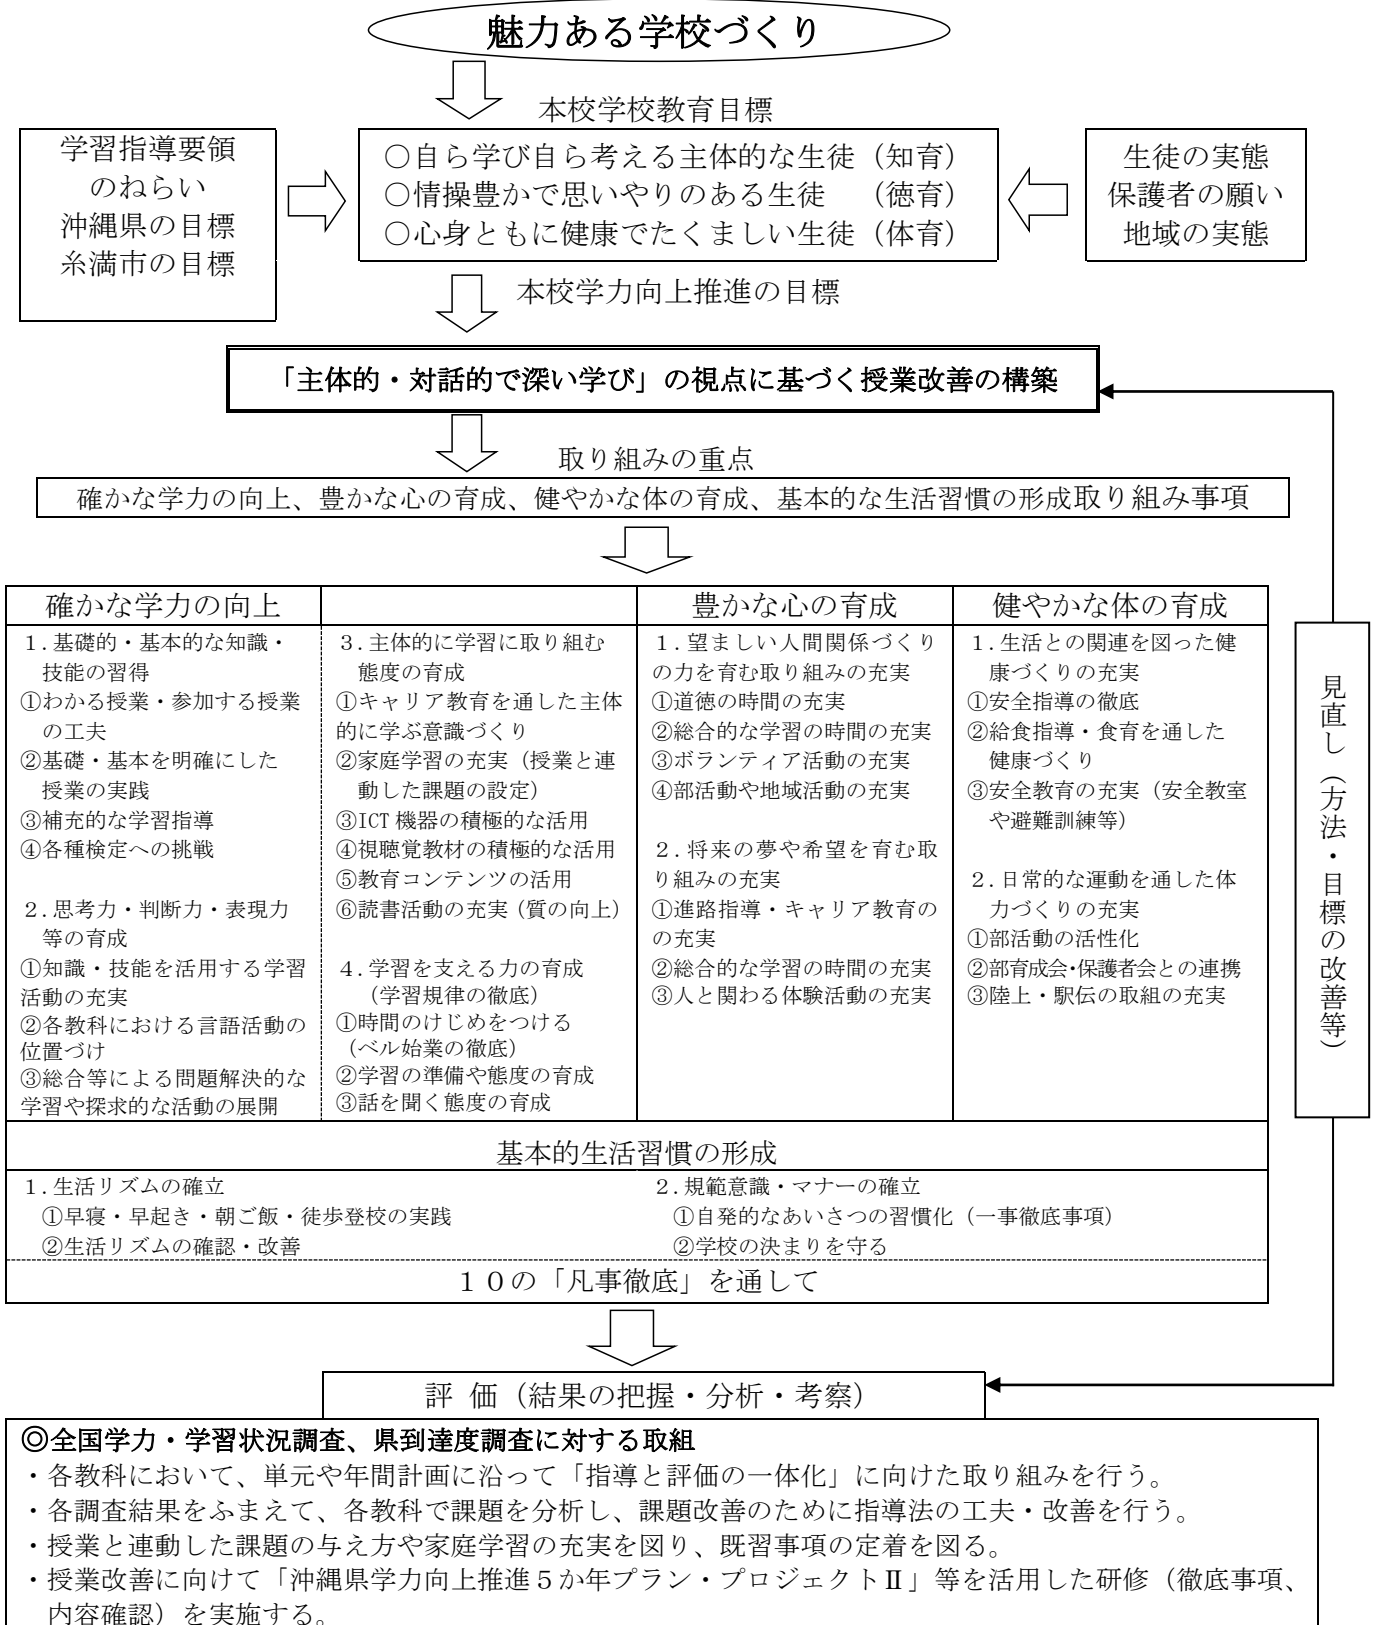 魅力ある学校づくり
本校学校教育目標
学習指導要領
のねらい
沖縄県の目標
糸満市の目標
○自ら学び自ら考える主体的な生徒（知育）
○情操豊かで思いやりのある生徒　（徳育）
○心身ともに健康でたくましい生徒（体育）
生徒の実態
保護者の願い
地域の実態
本校学力向上推進の目標
「主体的・対話的で深い学び」の視点に基づく授業改善の構築
取り組みの重点
確かな学力の向上、豊かな心の育成、健やかな体の育成、基本的な生活習慣の形成取り組み事項
確かな学力の向上
１.基礎的・基本的な知識・
技能の習得
①わかる授業・参加する授業
の工夫
②基礎・基本を明確にした
授業の実践
③補充的な学習指導
④各種検定への挑戦
２.思考力・判断力・表現力
等の育成
①知識・技能を活用する学習
活動の充実
②各教科における言語活動の
位置づけ
③総合等による問題解決的な
学習や探求的な活動の展開
３.主体的に学習に取り組む
態度の育成
①キャリア教育を通した主体
的に学ぶ意識づくり
②家庭学習の充実（授業と連
動した課題の設定）
③ICT機器の積極的な活用
④視聴覚教材の積極的な活用
⑤教育コンテンツの活用
⑥読書活動の充実（質の向上）
４.学習を支える力の育成
（学習規律の徹底）
①時間のけじめをつける
（ベル始業の徹底）
②学習の準備や態度の育成
③話を聞く態度の育成
豊かな心の育成
１.望ましい人間関係づくり
の力を育む取り組みの充実
①道徳の時間の充実
②総合的な学習の時間の充実
③ボランティア活動の充実
④部活動や地域活動の充実
２.将来の夢や希望を育む取
り組みの充実
①進路指導・キャリア教育の
の充実
②総合的な学習の時間の充実
③人と関わる体験活動の充実
健やかな体の育成
１.生活との関連を図った健
康づくりの充実
①安全指導の徹底
②給食指導・食育を通した
健康づくり
③安全教育の充実（安全教室
や避難訓練等）
２.日常的な運動を通した体
力づくりの充実
①部活動の活性化
②部育成会・保護者会との連携
③陸上・駅伝の取組の充実
見直し（方法・目標の改善等）
基本的生活習慣の形成
１.生活リズムの確立
①早寝・早起き・朝ご飯・徒歩登校の実践
②生活リズムの確認・改善
２.規範意識・マナーの確立
①自発的なあいさつの習慣化（一事徹底事項）
②学校の決まりを守る
１０の「凡事徹底」を通して
評 価（結果の把握・分析・考察）
◎全国学力・学習状況調査、県到達度調査に対する取組
・各教科において、単元や年間計画に沿って「指導と評価の一体化」に向けた取り組みを行う。
・各調査結果をふまえて、各教科で課題を分析し、課題改善のために指導法の工夫・改善を行う。
・授業と連動した課題の与え方や家庭学習の充実を図り、既習事項の定着を図る。
・授業改善に向けて「沖縄県学力向上推進５か年プラン・プロジェクトⅡ」等を活用した研修（徹底事項、
内容確認）を実施する。